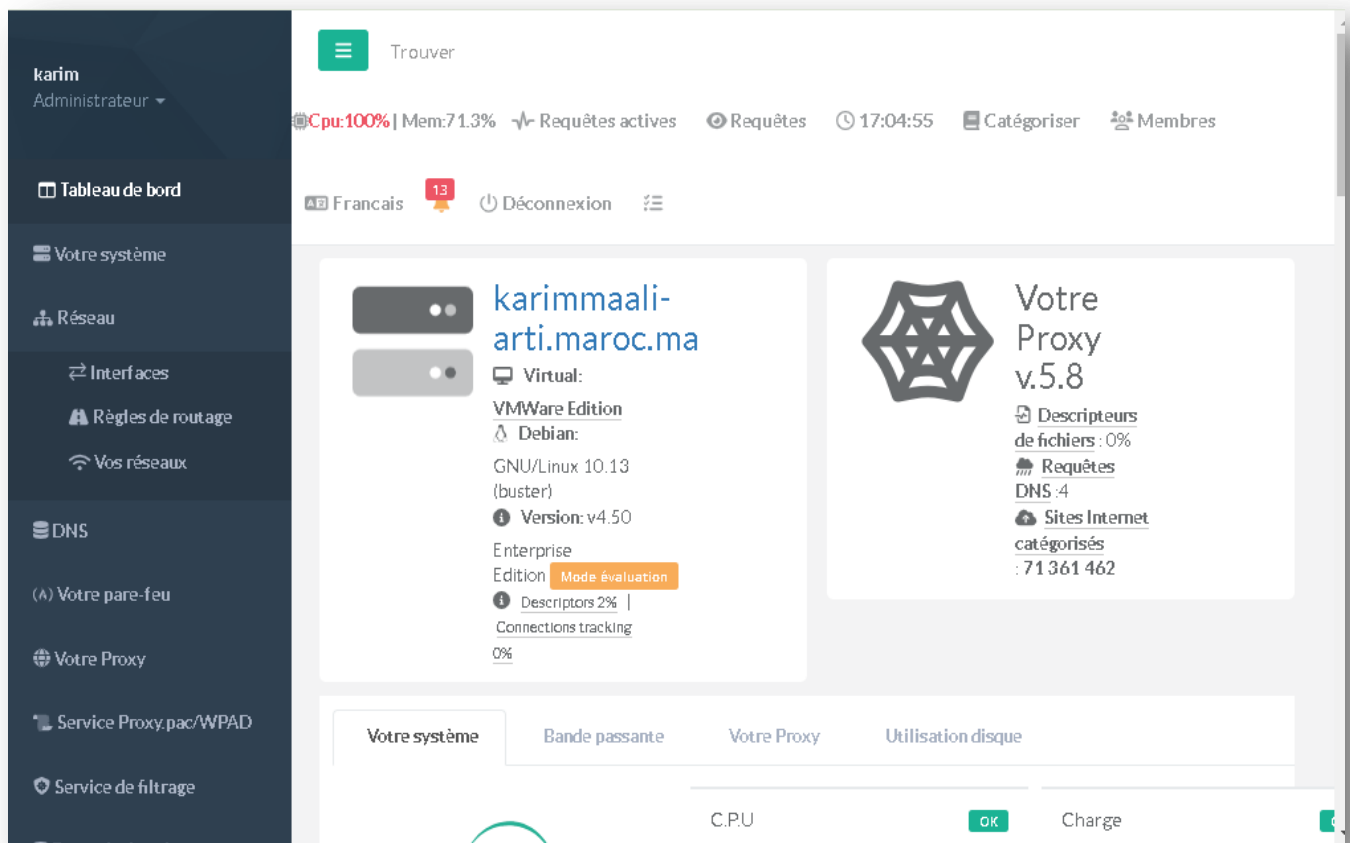 karim
Administrateur
Tableau de bord
Votre système
Réseau
Interfaces
Règles de routage
Vos réseaux
DNS
(A) Votre pare-feu
Votre Proxy
Service Proxy.pac/WPAD
Service de filtrage
Trouver
Cpu:100% | Mem:71.3% Requêtes actives Requêtes 17:04:55 Catégoriser Membres
Francais 13 Déconnexion
karimmaali-
arti.maroc.ma
Virtual:
VMWare Edition
Debian:
GNU/Linux 10.13
(buster)
Version: v4.50
Enterprise
Edition Mode évaluation
Descriptors 2% |
Connections tracking
0%
Votre
Proxy
v.5.8
Descripteurs
de fichiers : 0%
Requêtes
DNS :4
Sites Internet
catégorisés
: 71 361 462
Votre système Bande passante Votre Proxy Utilisation disque
C.P.U OK Charge